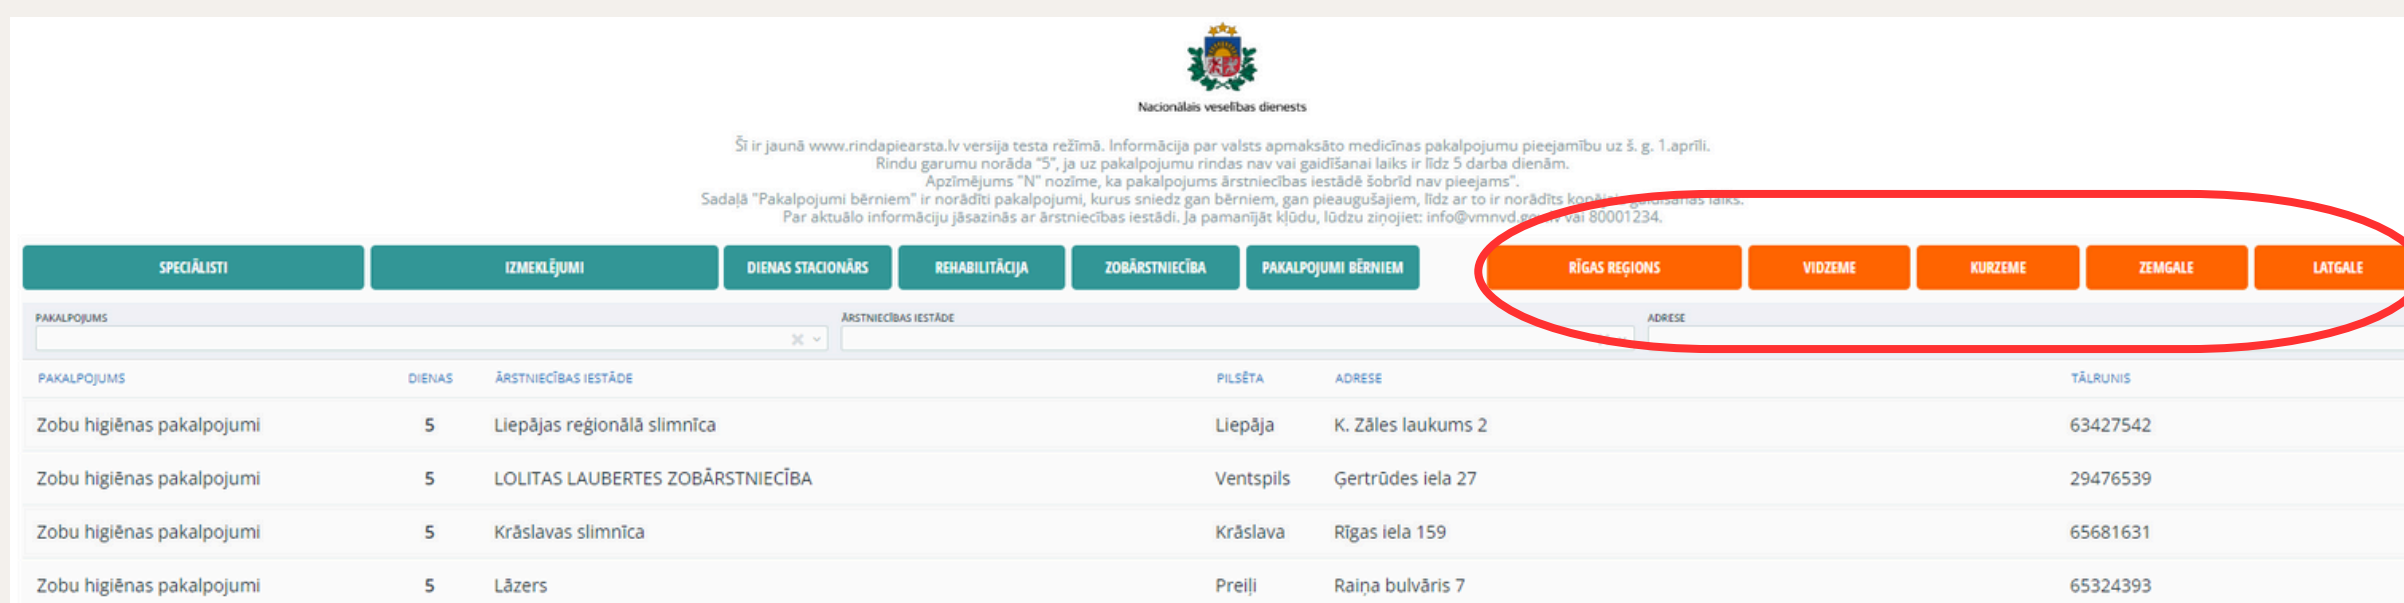 Nacionālais veselības dienests
Šī ir jaunā www.rindapiearsta.lv versija testa režīmā. Informācija par valsts apmaksāto medicīnas pakalpojumu pieejamību uz š. g. 1.aprīli.
Rindu garumu norāda "5", ja uz pakalpojumu rindas nav vai gaidīšanai laiks ir līdz 5 darba dienām.
Apzīmējums "N" nozīme, ka pakalpojums ārstniecības iestādē šobrīd nav pieejams".
Sadaļā "Pakalpojumi bērniem" ir norādīti pakalpojumi, kurus sniedz gan bērniem, gan pieaugušajiem, līdz ar to ir norādīts kopējais gaidīšanas laiks.
Par aktuālo informāciju jāsazinās ar ārstniecības iestādi. Ja pamanījāt kļūdu, lūdzu ziņojiet: info@vmnvd.gov.lv vai 80001234.
SPECIĀLISTI IZMEKLĒJUMI DIENAS STACIONĀRS REHABILITĀCIJA ZOBĀRSTNIECĪBA PAKALPOJUMI BĒRNIEM RĪGAS REĢIONS VIDZEME KURZEME ZEMGALE LATGALE
PAKALPOJUMS ĀRSTNIECĪBAS IESTĀDE ADRESE
PAKALPOJUMS DIENAS ĀRSTNIECĪBAS IESTĀDE PILSĒTA ADRESE TĀLRUNIS
Zobu higiēnas pakalpojumi 5 Liepājas reģionālā slimnīca Liepāja K. Zāles laukums 2 63427542
Zobu higiēnas pakalpojumi 5 LOLITAS LAUBERTES ZOBĀRSTNIECĪBA Ventspils Ģertrūdes iela 27 29476539
Zobu higiēnas pakalpojumi 5 Krāslavas slimnīca Krāslava Rīgas iela 159 65681631
Zobu higiēnas pakalpojumi 5 Lāzers Preiļi Raiņa bulvāris 7 65324393